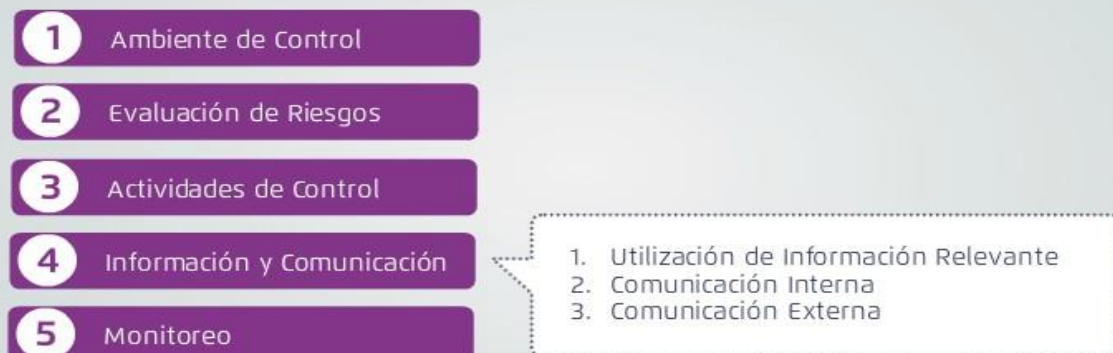 1 Ambiente de Control
2 Evaluación de Riesgos
3 Actividades de Control
4 Información y Comunicación
1. Utilización de Información Relevante
2. Comunicación Interna
3. Comunicación Externa
5 Monitoreo